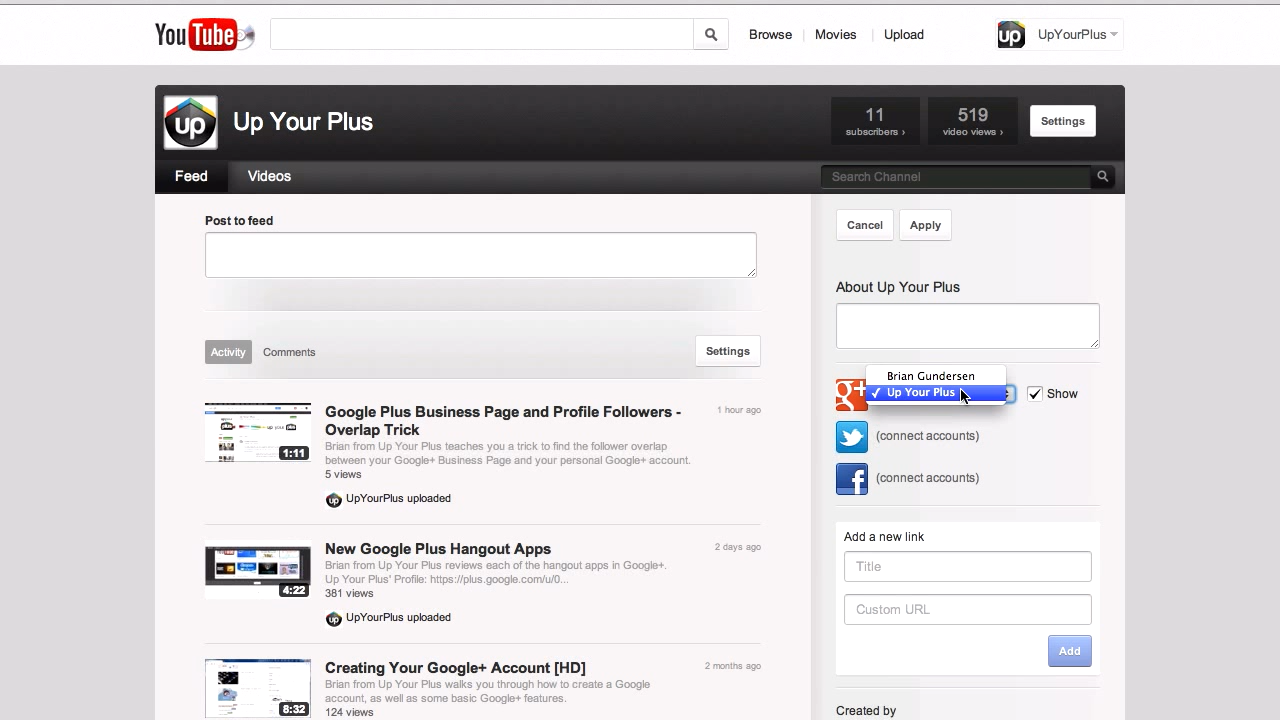 YouTube
Browse
Movies
Upload
up
UpYourPlus
up
Up Your Plus
11
subscribers ›
519
video views ›
Settings
Feed
Videos
Search Channel
Post to feed
Cancel
Apply
About Up Your Plus
Activity
Comments
Settings
Brian Gundersen
✓ Up Your Plus
g+
Show
(connect accounts)
f
(connect accounts)
Google Plus Business Page and Profile Followers -
Overlap Trick
1 hour ago
Brian from Up Your Plus teaches you a trick to find the follower overlap
between your Google+ Business Page and your personal Google+ account.
1:11
5 views
up
UpYourPlus uploaded
New Google Plus Hangout Apps
2 days ago
Brian from Up Your Plus reviews each of the hangout apps in Google+.
Up Your Plus' Profile: https://plus.google.com/u/0...
4:22
381 views
up
UpYourPlus uploaded
Creating Your Google+ Account [HD]
2 months ago
Brian from Up Your Plus walks you through how to create a Google
account, as well as some basic Google+ features.
8:32
124 views
Add a new link
Title
Custom URL
Add
Created by